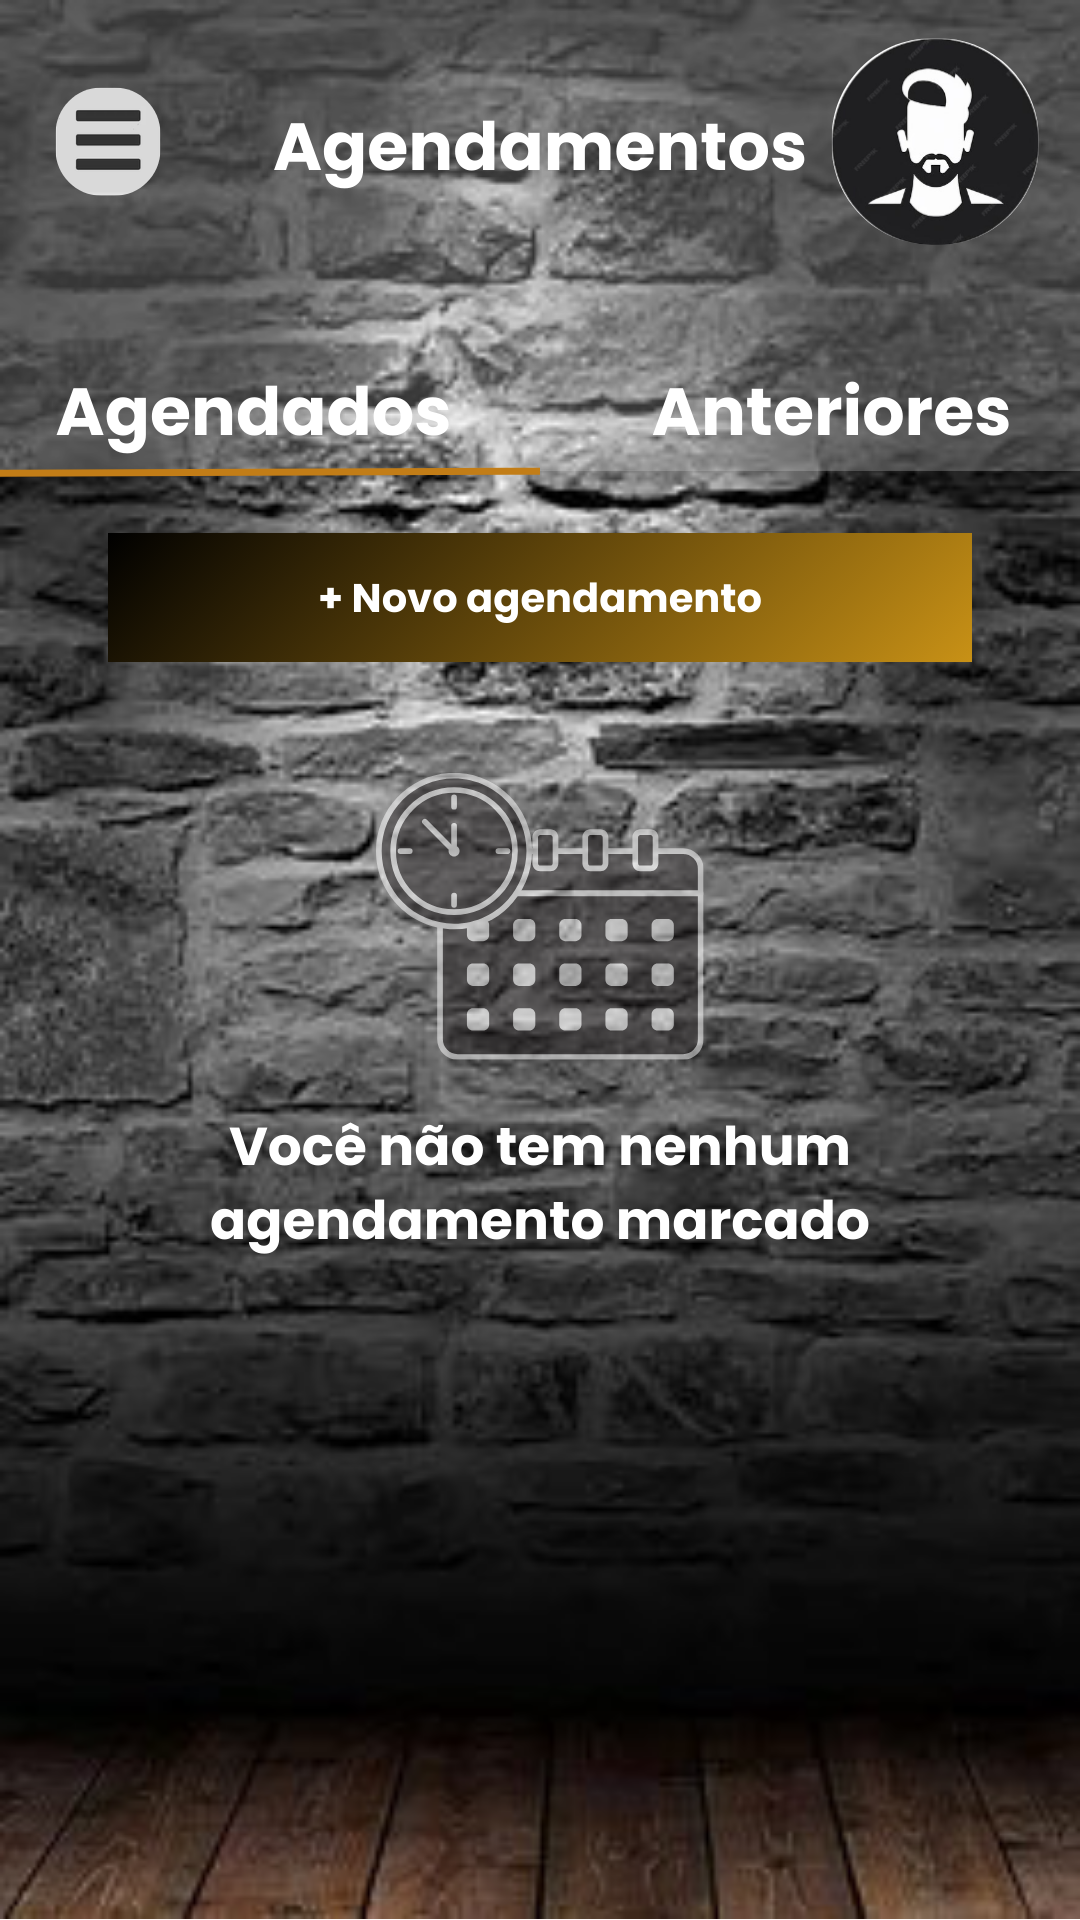 Agendamentos
Agendados
Anteriores
+ Novo agendamento
Você não tem nenhum
agendamento marcado